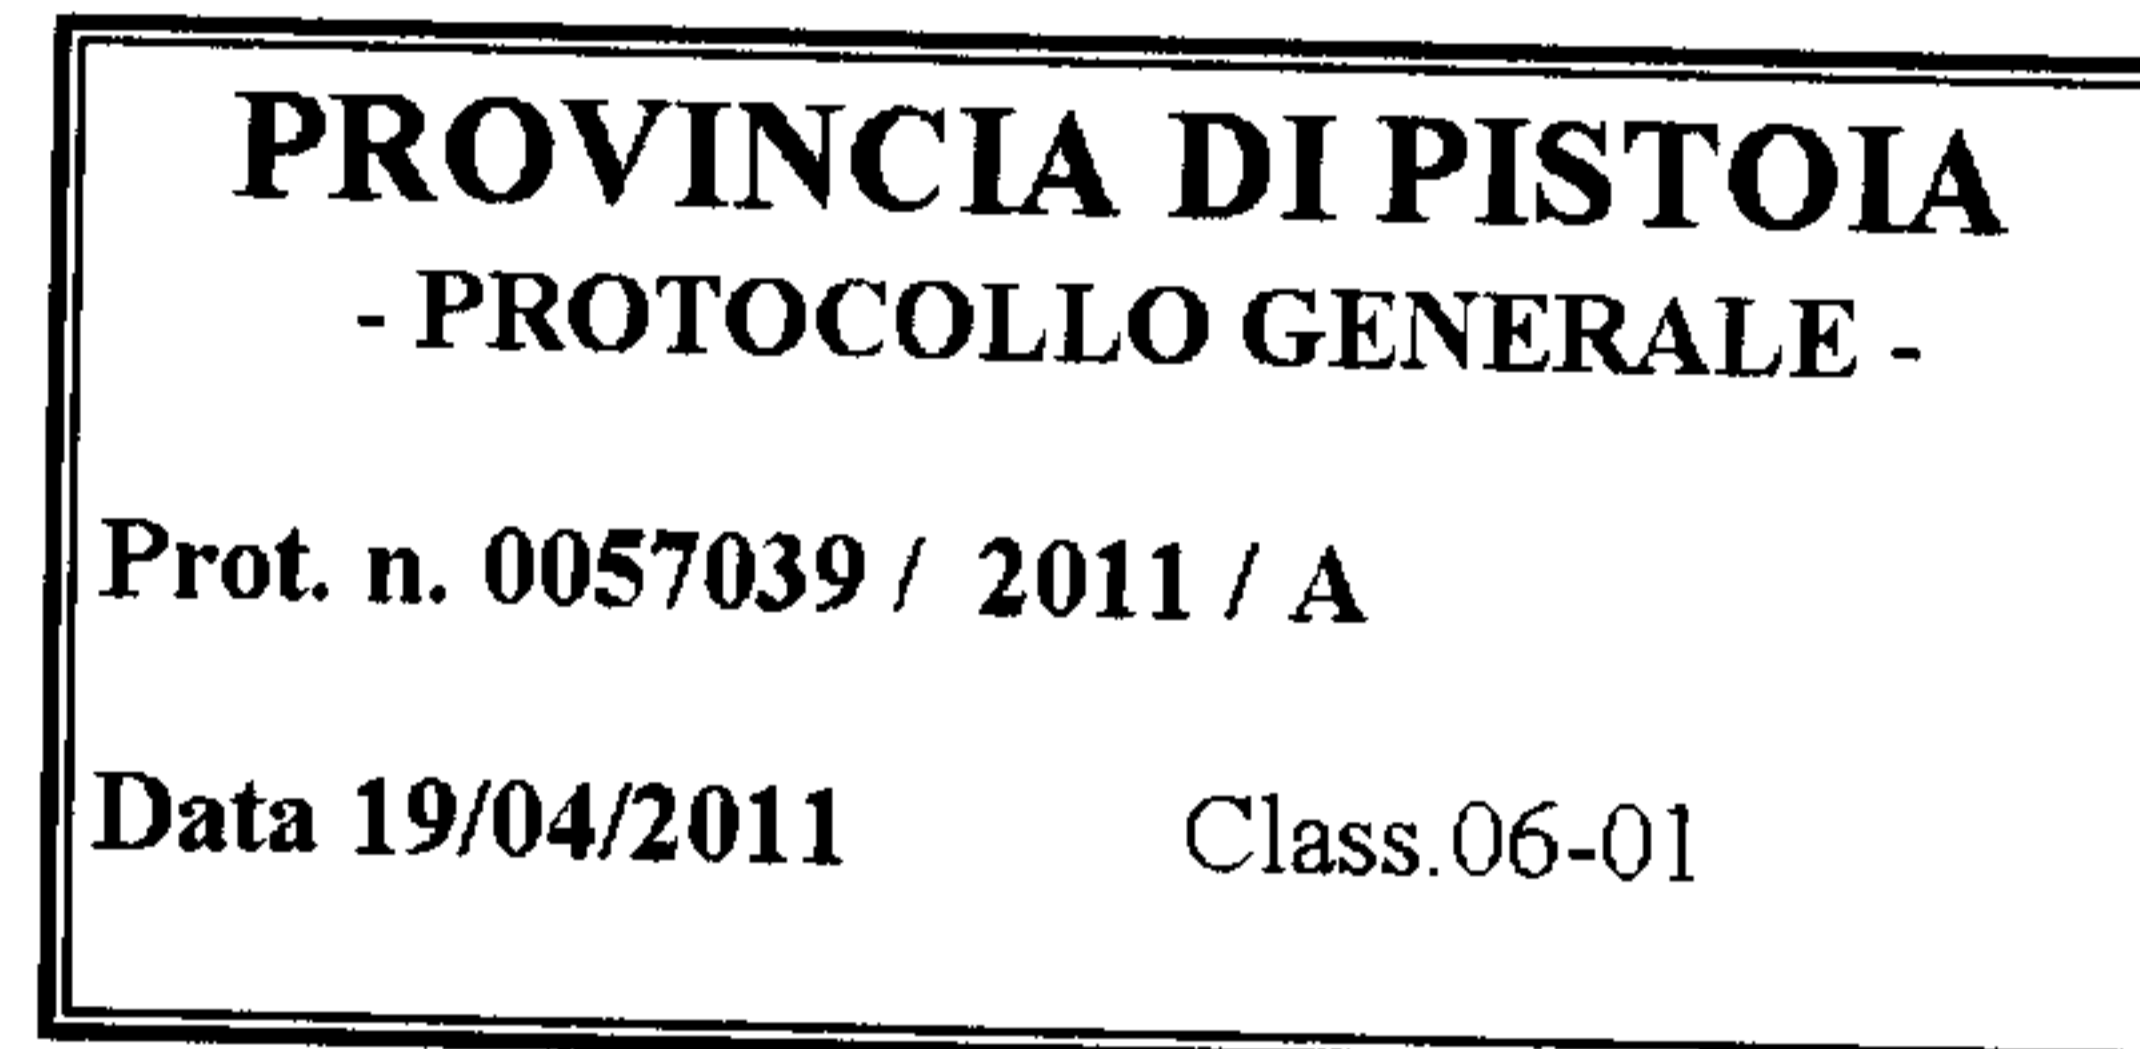 PROVINCIA DI PISTOIA
- PROTOCOLLO GENERALE -
Prot. n. 0057039 / 2011 / A
Data 19/04/2011 Class.06-01